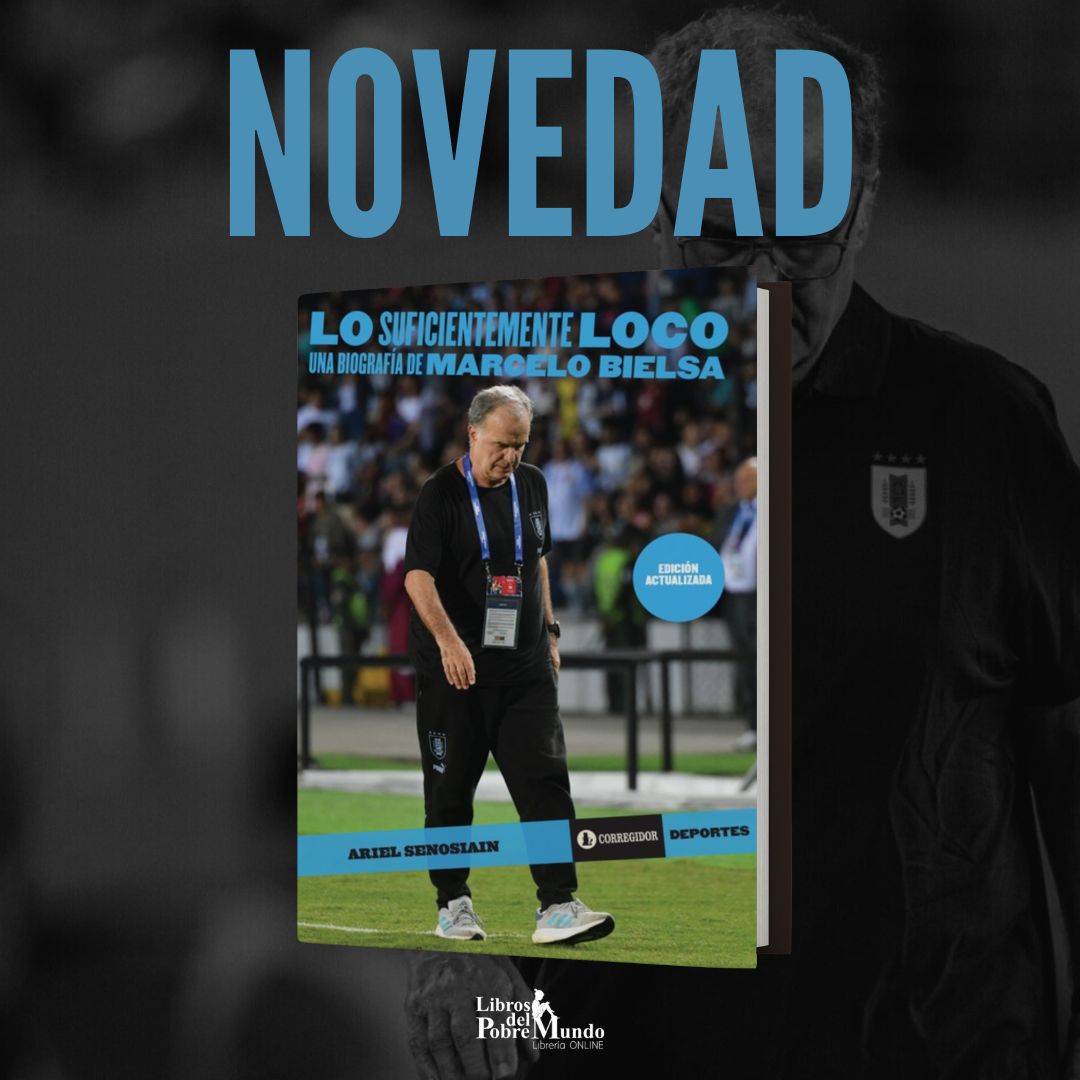 NOVEDAD
LO SUFICIENTEMENTE LOCO
UNA BIOGRAFÍA DE MARCELO BIELSA
EDICIÓN
ACTUALIZADA
ARIEL SENOSIAIN
CORREGIDOR
DEPORTES
Libros
del
Pobre Mundo
Librería ONLINE